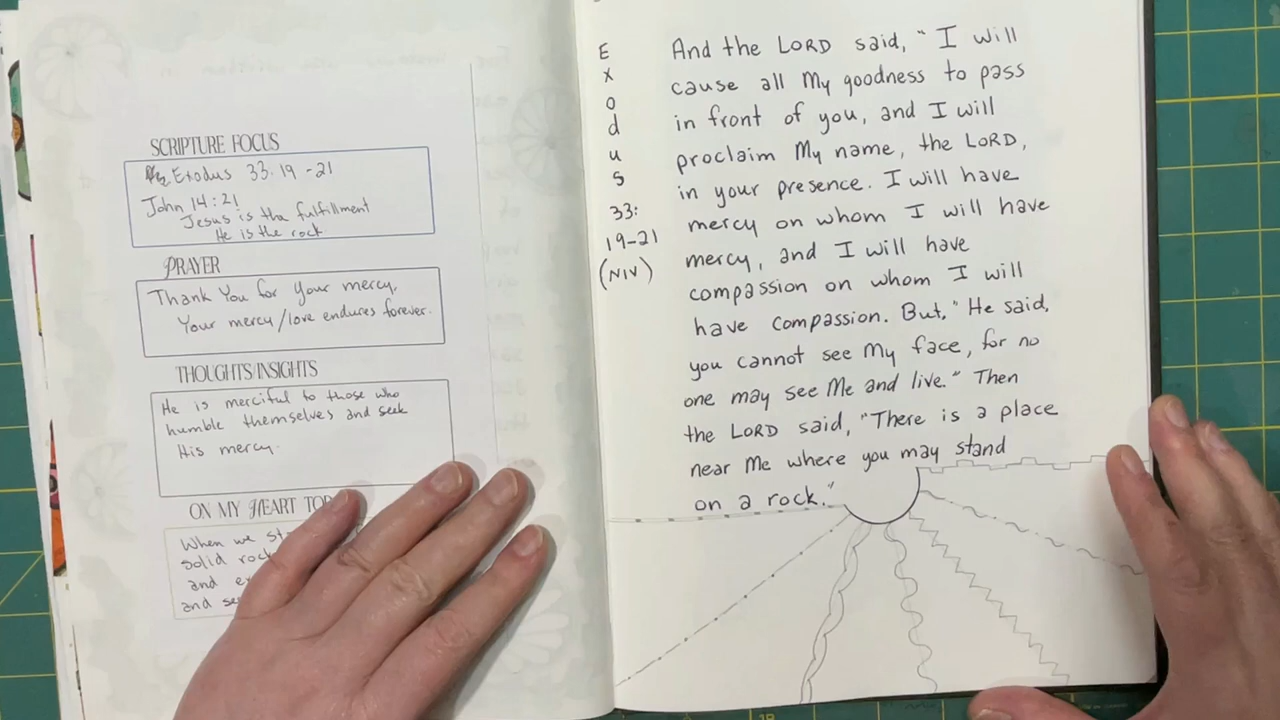 SCRIPTURE FOCUS
Exodus 33:19-21
John 14:21
Jesus is the fulfillment
He is the rock
PRAYER
Thank You for Your mercy.
Your mercy/love endures forever.
THOUGHTS/INSIGHTS
He is merciful to those who
humble themselves and seek
His mercy.
ON MY HEART
When we
solid rock
and
and
Exodus
33:
19-21
(NIV)
And the LORD said, "I will
cause all My goodness to pass
in front of you, and I will
proclaim My name, the LORD,
in your presence. I will have
mercy on whom I will have
mercy, and I will have
compassion on whom I will
have compassion. But," He said,
you cannot see My face, for no
one may see Me and live." Then
the LORD said, "There is a place
near Me where you may stand
on a rock."